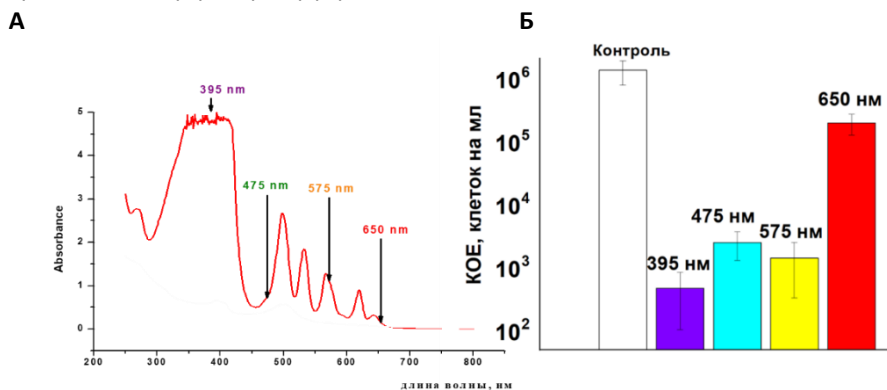 А
Б
395 nm
475 nm
575 nm
650 nm
Absorbance
5
4
3
2
1
0
200
300
400
500
600
700
800
длина волны, нм
КОЕ, клеток на мл
10^6
10^5
10^4
10^3
10^2
Контроль
395 нм
475 нм
575 нм
650 нм